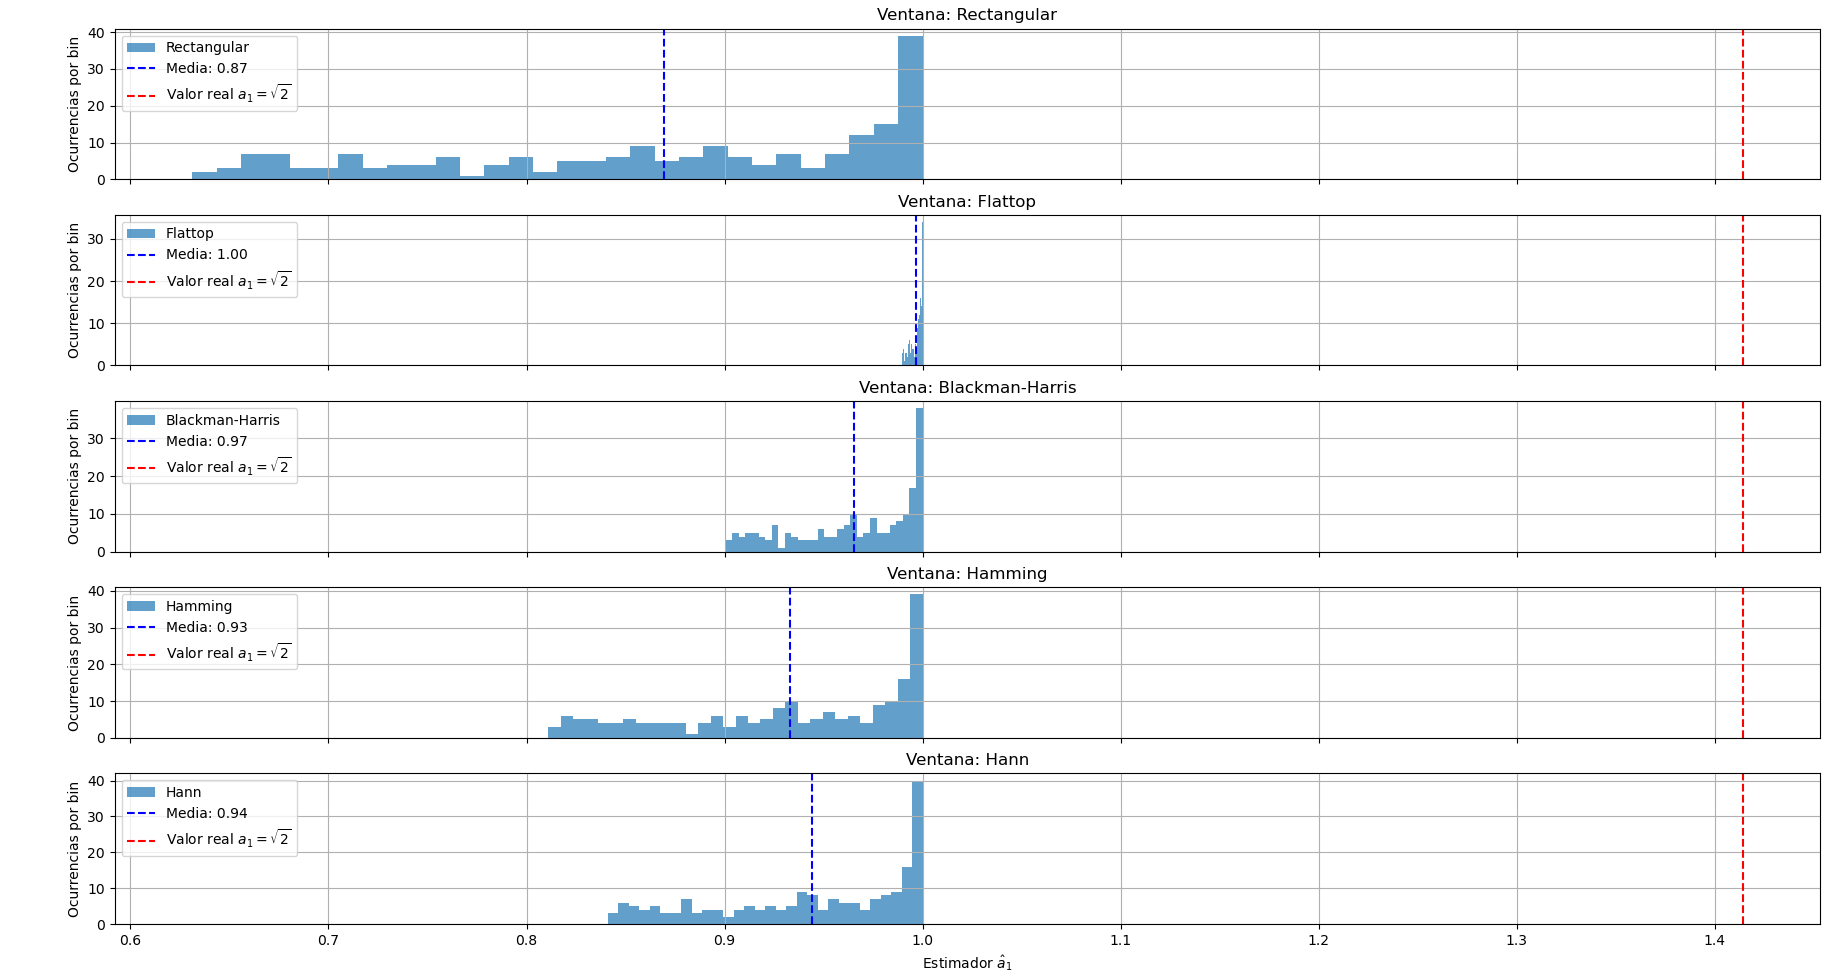 Ventana: Rectangular
Ocurrencias por bin
40
30
20
10
0
Rectangular
Media: 0.87
Valor real $a_1 = \sqrt{2}$
Ventana: Flattop
Ocurrencias por bin
30
20
10
0
Flattop
Media: 1.00
Valor real $a_1 = \sqrt{2}$
Ventana: Blackman-Harris
Ocurrencias por bin
30
20
10
0
Blackman-Harris
Media: 0.97
Valor real $a_1 = \sqrt{2}$
Ventana: Hamming
Ocurrencias por bin
40
30
20
10
0
Hamming
Media: 0.93
Valor real $a_1 = \sqrt{2}$
Ventana: Hann
Ocurrencias por bin
40
30
20
10
0
Hann
Media: 0.94
Valor real $a_1 = \sqrt{2}$
0.6 0.7 0.8 0.9 1.0 1.1 1.2 1.3 1.4
Estimador $\hat{a}_1$